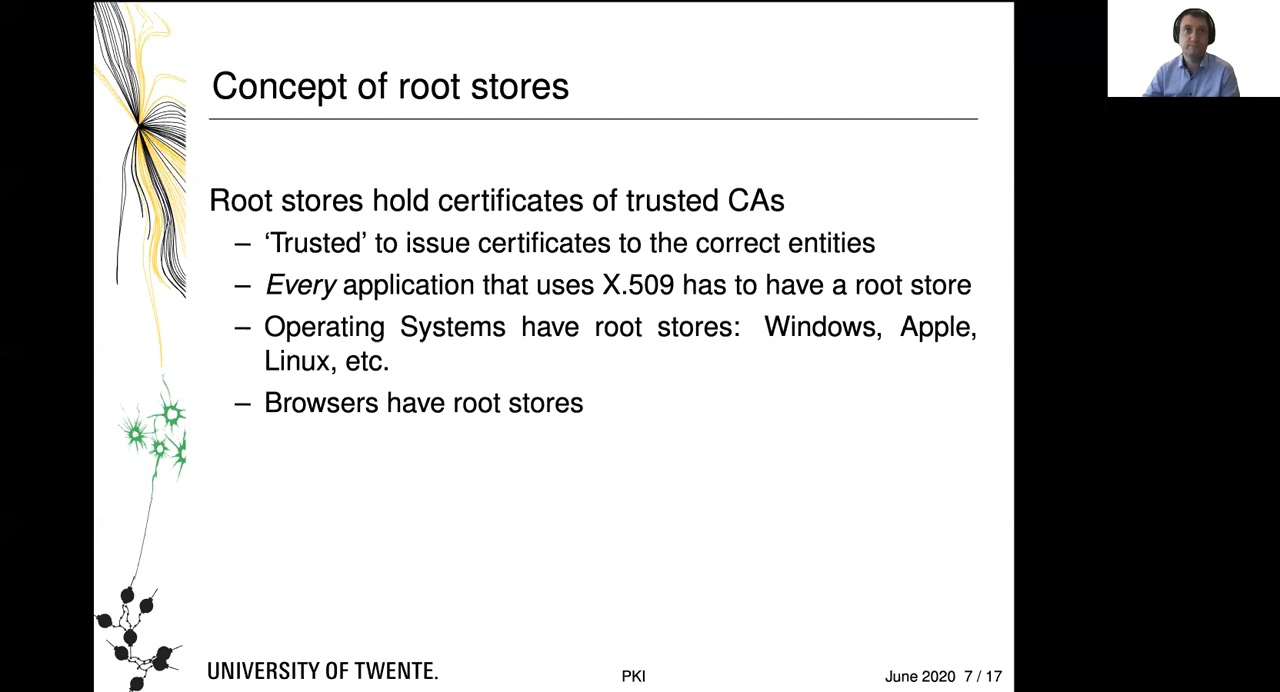 Concept of root stores
Root stores hold certificates of trusted CAs
– ‘Trusted’ to issue certificates to the correct entities
– Every application that uses X.509 has to have a root store
– Operating Systems have root stores: Windows, Apple,
Linux, etc.
– Browsers have root stores
UNIVERSITY OF TWENTE.
PKI
June 2020 7 / 17